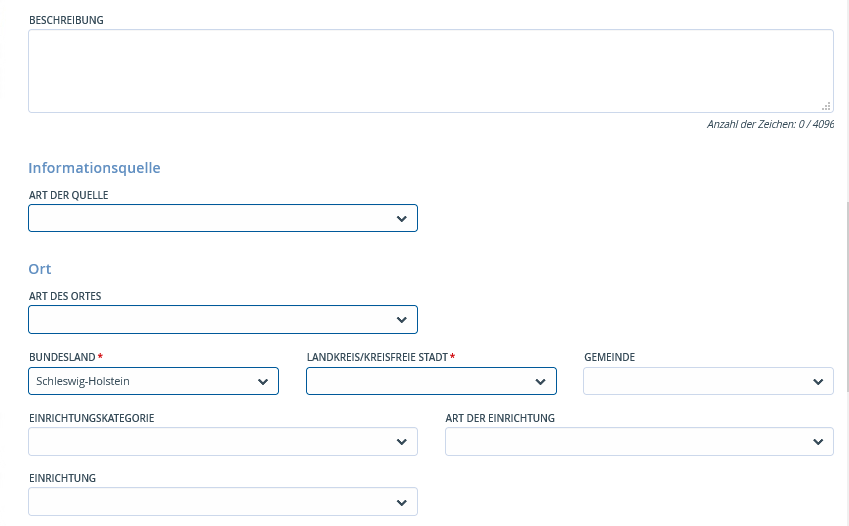 BESCHREIBUNG
Anzahl der Zeichen: 0 / 4096
Informationsquelle
ART DER QUELLE
Ort
ART DES ORTES
BUNDESLAND * LANDKREIS/KREISFREIE STADT * GEMEINDE
Schleswig-Holstein
EINRICHTUNGSKATEGORIE ART DER EINRICHTUNG
EINRICHTUNG